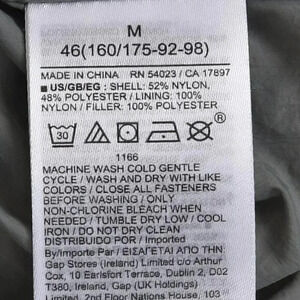 M
46(160/175-92-98)
MADE IN CHINA RN 54023 / CA 17897
■ US/GB/EG : SHELL: 52% NYLON,
48% POLYESTER / LINING: 100%
NYLON / FILLER: 100% POLYESTER
30
1166
MACHINE WASH COLD GENTLE
CYCLE / WASH AND DRY WITH LIKE
COLORS / CLOSE ALL FASTENERS
BEFORE WASHING / ONLY
NON-CHLORINE BLEACH WHEN
NEEDED / TUMBLE DRY LOW / COOL
IRON / DO NOT DRY CLEAN
DISTRIBUIDO POR / Imported
By/Importe Par / ΕΙΣΑΓΕΤΑΙ ΑΠΟ ΤΗΝ
Gap Stores (Ireland) Limited c/o Arthur
Cox, 10 Earlsfort Terrace, Dublin 2, D02
T380, Ireland, Gap (United Kingdom)
Limited, 2nd Floor Nations House, 103